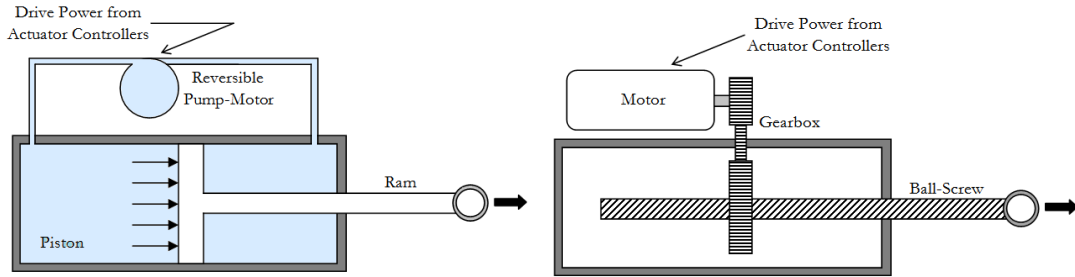 Drive Power from
Actuator Controllers
Reversible
Pump-Motor
Ram
Piston
Drive Power from
Actuator Controllers
Motor
Gearbox
Ball-Screw